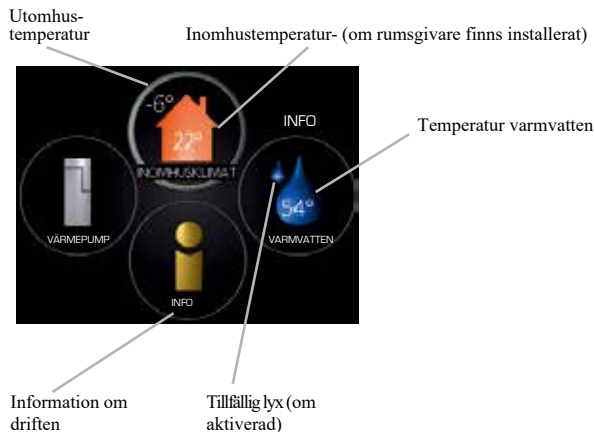 Utomhus-
temperatur
Inomhustemperatur- (om rumsgivare finns installerat)
-6°
22°
INOMHUSKLIMAT
INFO
Temperatur varmvatten
VÄRMEPUMP
54°
VARMVATTEN
INFO
Information om
driften
Tillfällig lyx (om
aktiverad)